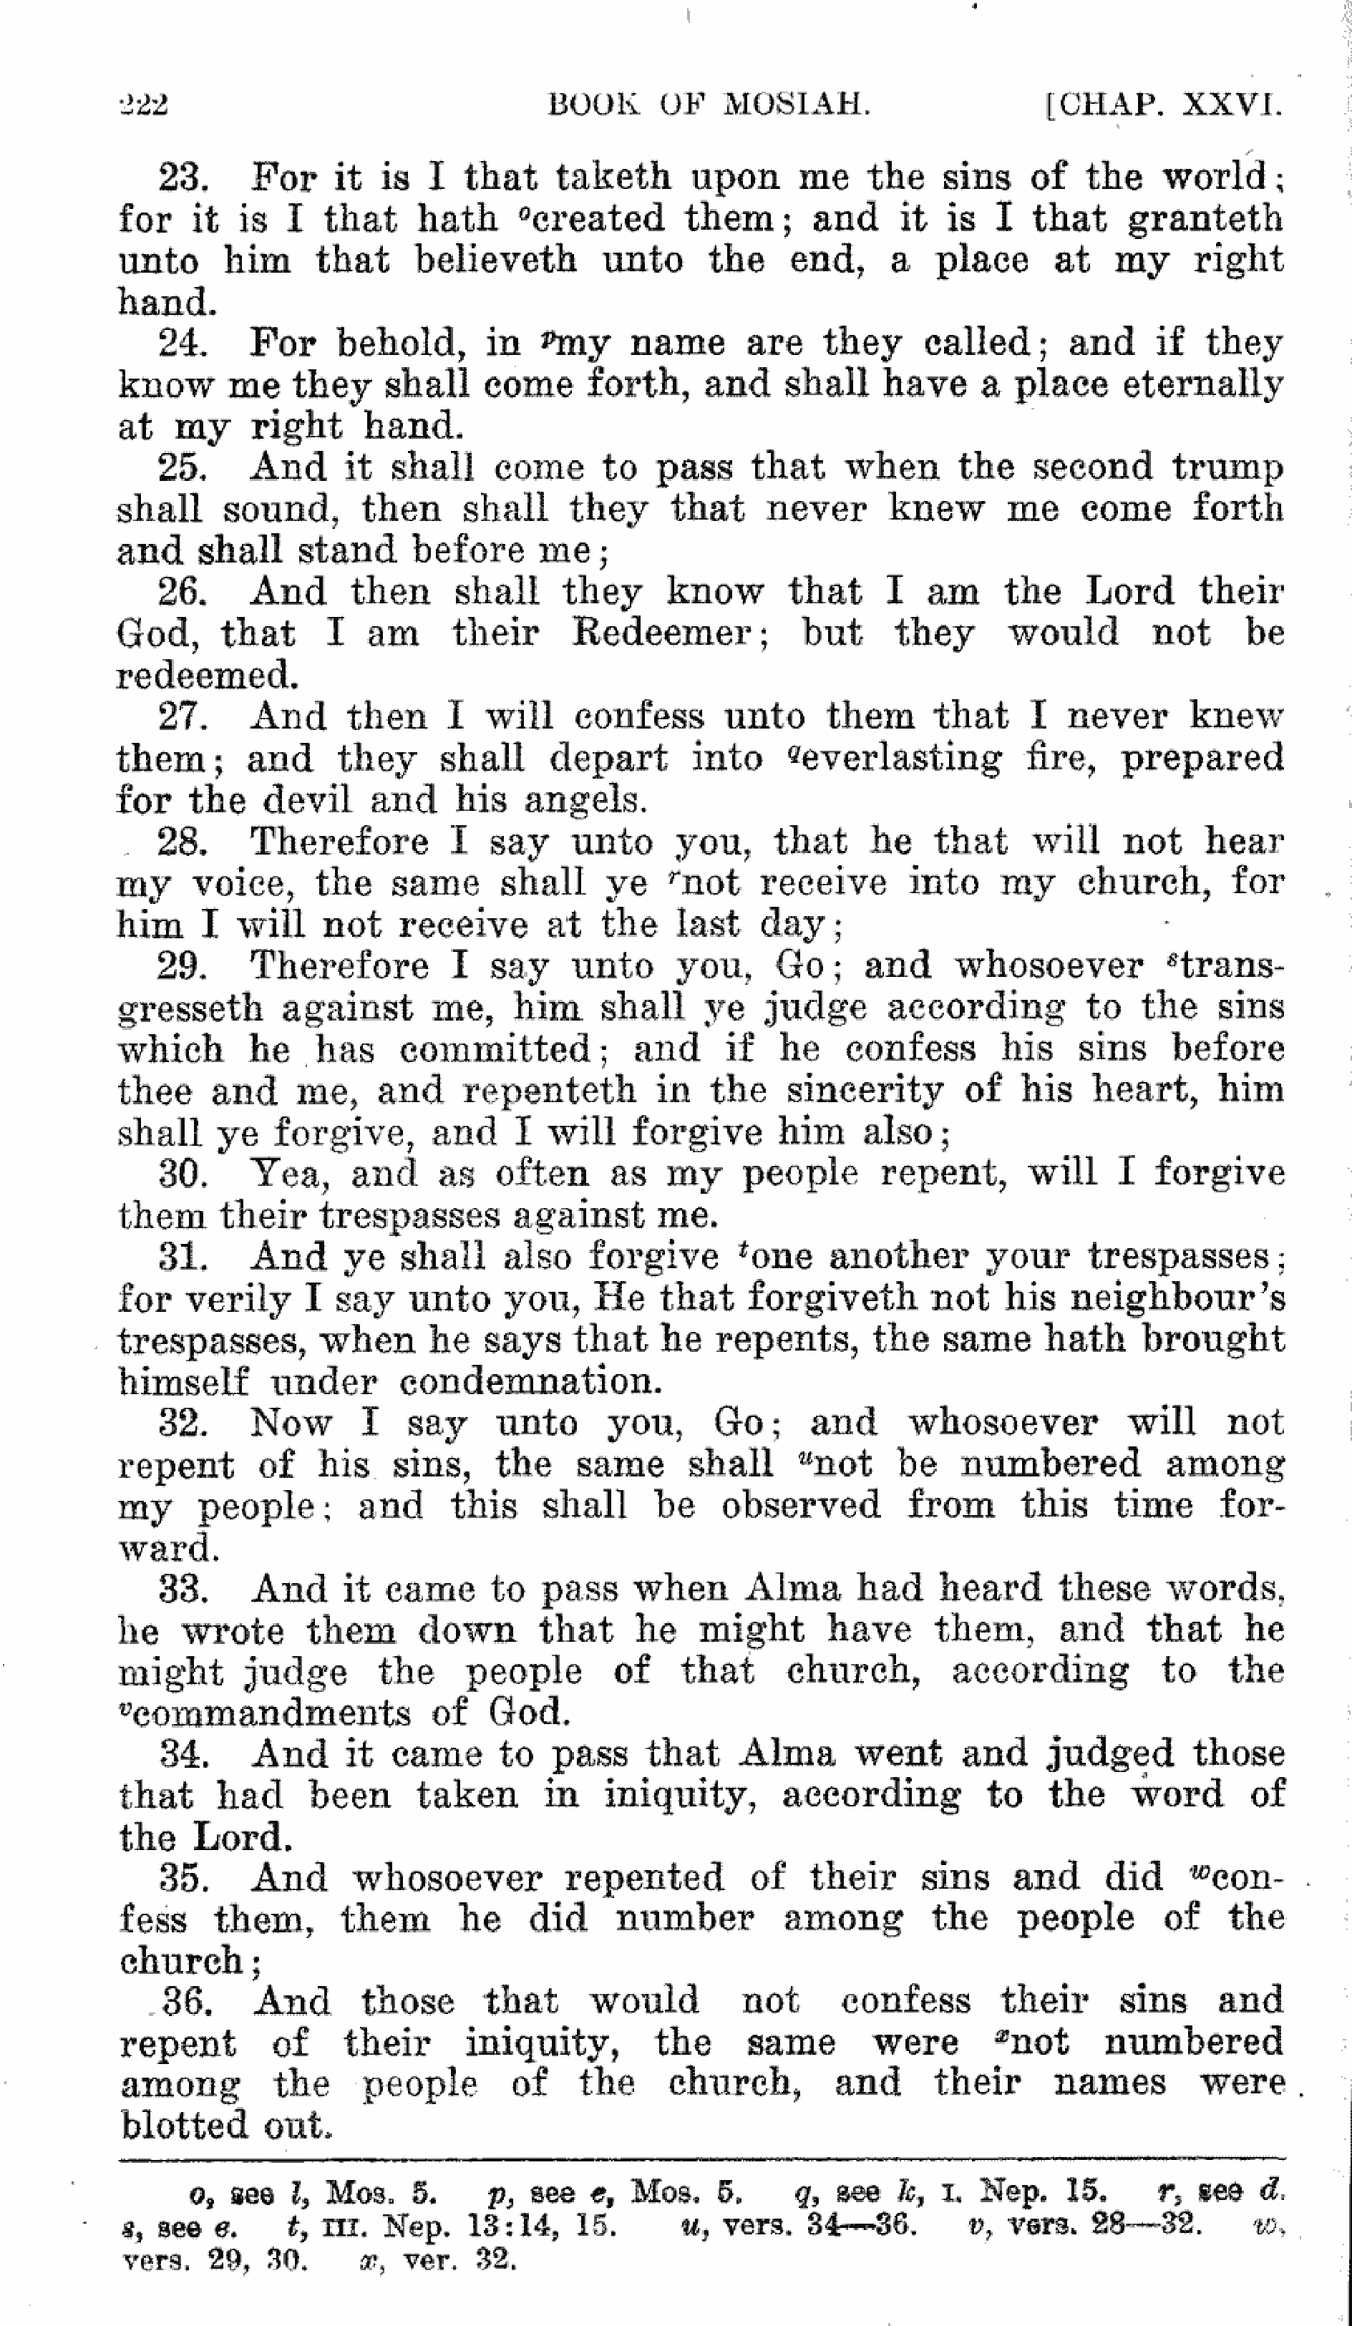 222 BOOK OF MOSIAH. [CHAP. XXVI.
23. For it is I that taketh upon me the sins of the world;
for it is I that hath ᵒcreated them; and it is I that granteth
unto him that believeth unto the end, a place at my right
hand.
24. For behold, in ᵖmy name are they called; and if they
know me they shall come forth, and shall have a place eternally
at my right hand.
25. And it shall come to pass that when the second trump
shall sound, then shall they that never knew me come forth
and shall stand before me;
26. And then shall they know that I am the Lord their
God, that I am their Redeemer; but they would not be
redeemed.
27. And then I will confess unto them that I never knew
them; and they shall depart into qeverlasting fire, prepared
for the devil and his angels.
28. Therefore I say unto you, that he that will not hear
my voice, the same shall ye ʳnot receive into my church, for
him I will not receive at the last day;
29. Therefore I say unto you, Go; and whosoever ˢtrans-
gresseth against me, him shall ye judge according to the sins
which he has committed; and if he confess his sins before
thee and me, and repenteth in the sincerity of his heart, him
shall ye forgive, and I will forgive him also;
30. Yea, and as often as my people repent, will I forgive
them their trespasses against me.
31. And ye shall also forgive ᵗone another your trespasses;
for verily I say unto you, He that forgiveth not his neighbour's
trespasses, when he says that he repents, the same hath brought
himself under condemnation.
32. Now I say unto you, Go; and whosoever will not
repent of his sins, the same shall ᵘnot be numbered among
my people; and this shall be observed from this time for-
ward.
33. And it came to pass when Alma had heard these words,
he wrote them down that he might have them, and that he
might judge the people of that church, according to the
ᵛcommandments of God.
34. And it came to pass that Alma went and judged those
that had been taken in iniquity, according to the word of
the Lord.
35. And whosoever repented of their sins and did ʷcon-
fess them, them he did number among the people of the
church;
36. And those that would not confess their sins and
repent of their iniquity, the same were ˣnot numbered
among the people of the church, and their names were
blotted out.
o, see l, Mos. 5. p, see e, Mos. 5. q, see k, I. Nep. 15. r, see d.
s, see e. t, III. Nep. 13:14, 15. u, vers. 34—36. v, vers. 28—32. w,
vers. 29, 30. x, ver. 32.